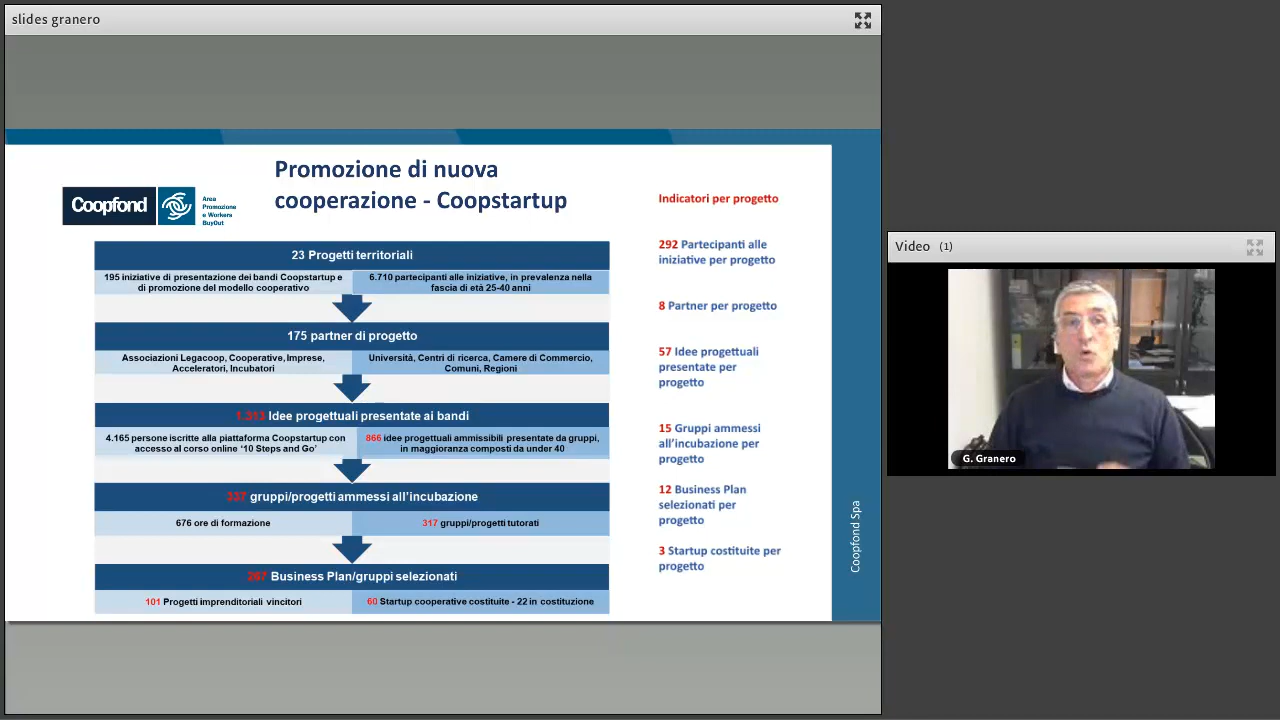 slides granero
Promozione di nuova
cooperazione - Coopstartup
Coopfond
Area
Promozione
e Workers
BuyOut
23 Progetti territoriali
195 iniziative di presentazione dei bandi Coopstartup e
di promozione del modello cooperativo
6.710 partecipanti alle iniziative, in prevalenza nella
fascia di età 25-40 anni
175 partner di progetto
Associazioni Legacoop, Cooperative, Imprese,
Acceleratori, Incubatori
Università, Centri di ricerca, Camere di Commercio,
Comuni, Regioni
1.313 Idee progettuali presentate ai bandi
4.165 persone iscritte alla piattaforma Coopstartup con
accesso al corso online ‘10 Steps and Go’
866 idee progettuali ammissibili presentate da gruppi,
in maggioranza composti da under 40
337 gruppi/progetti ammessi all’incubazione
676 ore di formazione
317 gruppi/progetti tutorati
267 Business Plan/gruppi selezionati
101 Progetti imprenditoriali vincitori
60 Startup cooperative costituite - 22 in costituzione
Indicatori per progetto
292 Partecipanti alle
iniziative per progetto
8 Partner per progetto
57 Idee progettuali
presentate per
progetto
15 Gruppi ammessi
all’incubazione per
progetto
12 Business Plan
selezionati per
progetto
3 Startup costituite per
progetto
Coopfond Spa
Video (1)
G. Granero